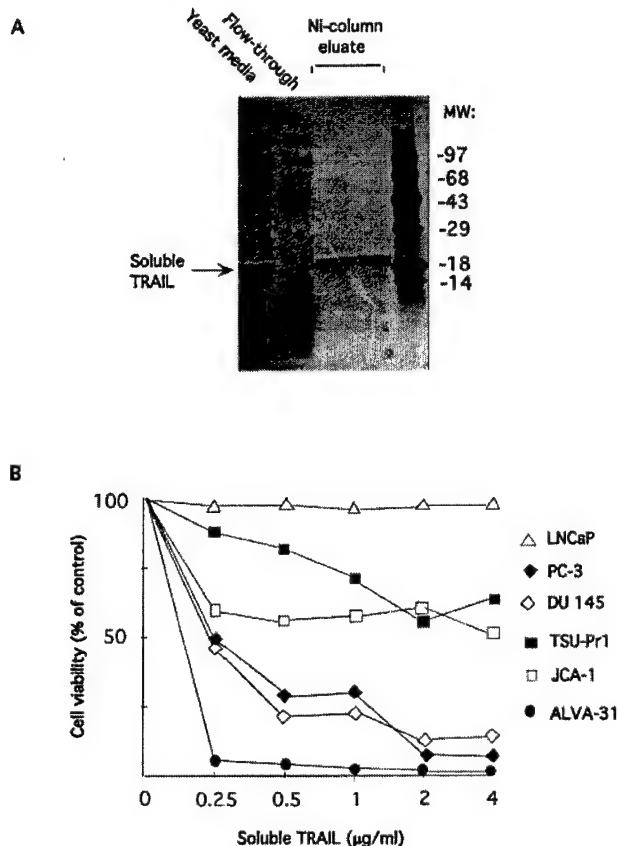 A
Yeast media
Flow-through
Ni-column
eluate
MW:
-97
-68
-43
-29
-18
-14
Soluble
TRAIL
B
100
50
Cell viability (% of control)
0
0.25
0.5
1
2
4
Soluble TRAIL (µg/ml)
LNCaP
PC-3
DU 145
TSU-Pr1
JCA-1
ALVA-31